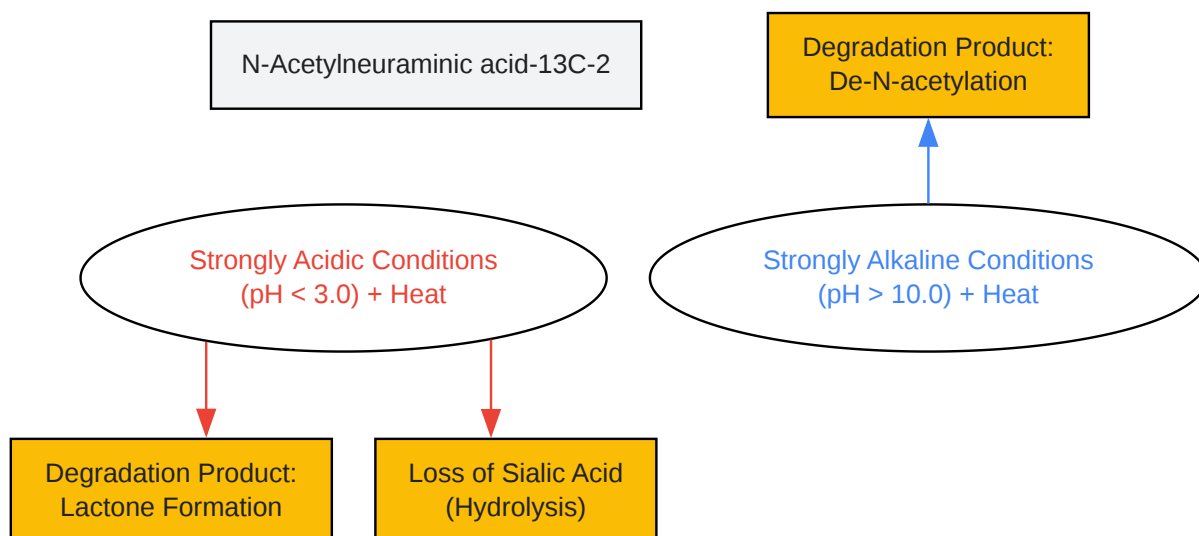 N-Acetylneuraminic acid-13C-2
Degradation Product:
De-N-acetylation
Strongly Acidic Conditions
(pH < 3.0) + Heat
Strongly Alkaline Conditions
(pH > 10.0) + Heat
Degradation Product:
Lactone Formation
Loss of Sialic Acid
(Hydrolysis)